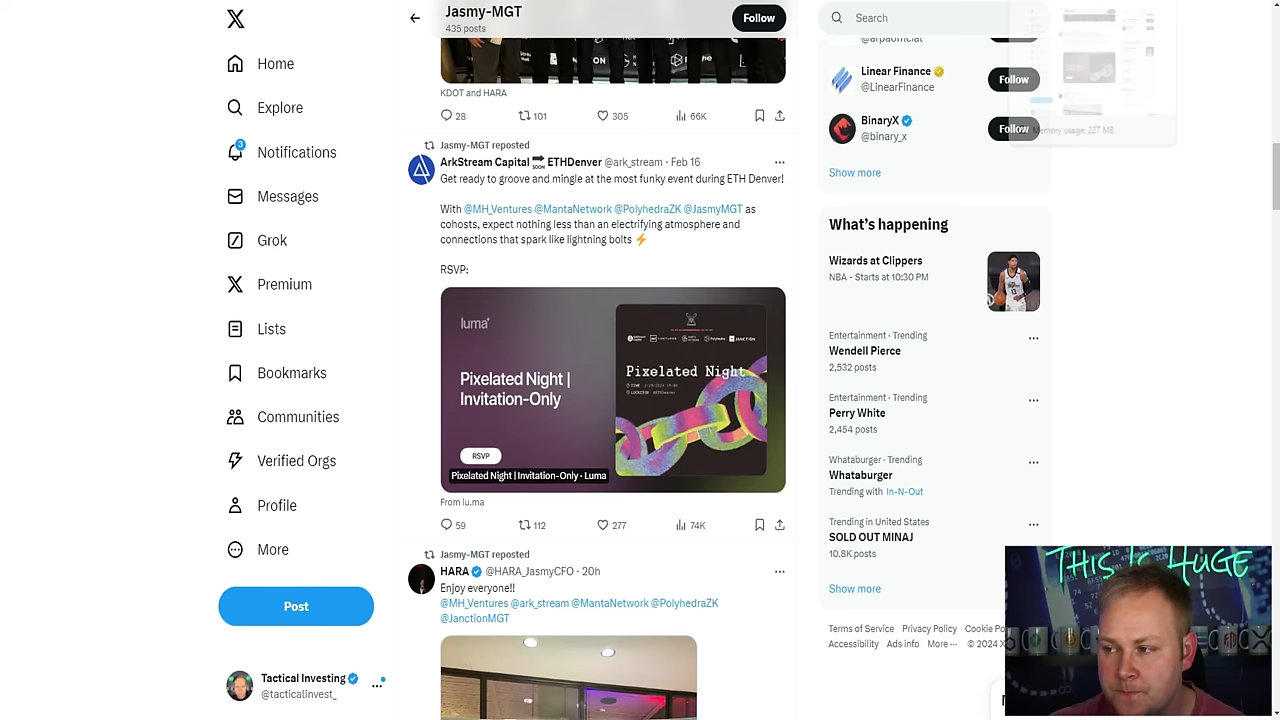 Home
Explore
3
Notifications
Messages
Grok
Premium
Lists
Bookmarks
Communities
Verified Orgs
Profile
More
Post
Tactical Investing
@tacticalinvest_
Jasmy-MGT
435 posts
Follow
KDOT and HARA
28
101
305
66K
Jasmy-MGT reposted
ArkStream Capital SOON ETHDenver @ark_stream · Feb 16
Get ready to groove and mingle at the most funky event during ETH Denver!
With @MH_Ventures @MantaNetwork @PolyhedraZK @JasmyMGT as
cohosts, expect nothing less than an electrifying atmosphere and
connections that spark like lightning bolts ⚡
RSVP:
luma
Pixelated Night |
Invitation-Only
RSVP
Pixelated Night
Pixelated Night | Invitation-Only · Luma
From lu.ma
59
112
277
74K
Jasmy-MGT reposted
HARA @HARA_JasmyCFO · 20h
Enjoy everyone!!
@MH_Ventures @ark_stream @MantaNetwork @PolyhedraZK
@JanctionMGT
Search
@arpaofficial
Linear Finance
@LinearFinance
Follow
BinaryX
@binary_x
Follow
Memory usage: 227 MB
Show more
What's happening
Wizards at Clippers
NBA · Starts at 10:30 PM
Entertainment · Trending
Wendell Pierce
2,532 posts
Entertainment · Trending
Perry White
2,454 posts
Whataburger · Trending
Whataburger
Trending with In-N-Out
Trending in United States
SOLD OUT MINAJ
10.8K posts
Show more
Terms of Service Privacy Policy Cookie Po
Accessibility Ads info More ··· © 2024 X
THIS IS HUGE